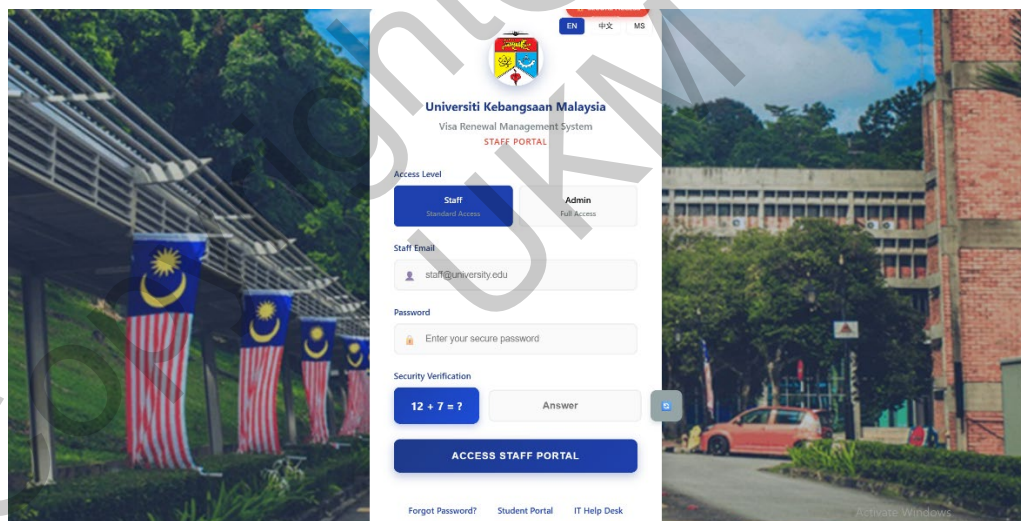 EN 中文 MS
Universiti Kebangsaan Malaysia
Visa Renewal Management System
STAFF PORTAL
Access Level
Staff
Standard Access
Admin
Full Access
Staff Email
staff@university.edu
Password
Enter your secure password
Security Verification
12 + 7 = ?
Answer
ACCESS STAFF PORTAL
Forgot Password? Student Portal IT Help Desk
Activate Windows
UKM